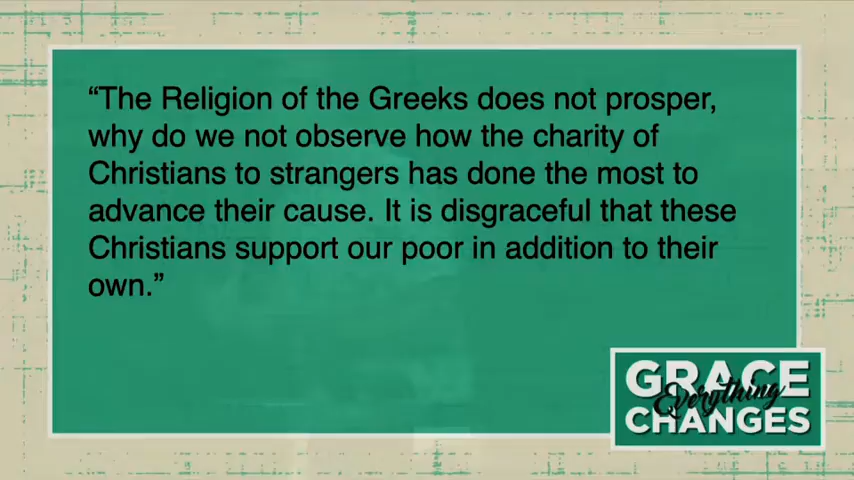 “The Religion of the Greeks does not prosper,
why do we not observe how the charity of
Christians to strangers has done the most to
advance their cause. It is disgraceful that these
Christians support our poor in addition to their
own.”
GRACE
Everything
CHANGES